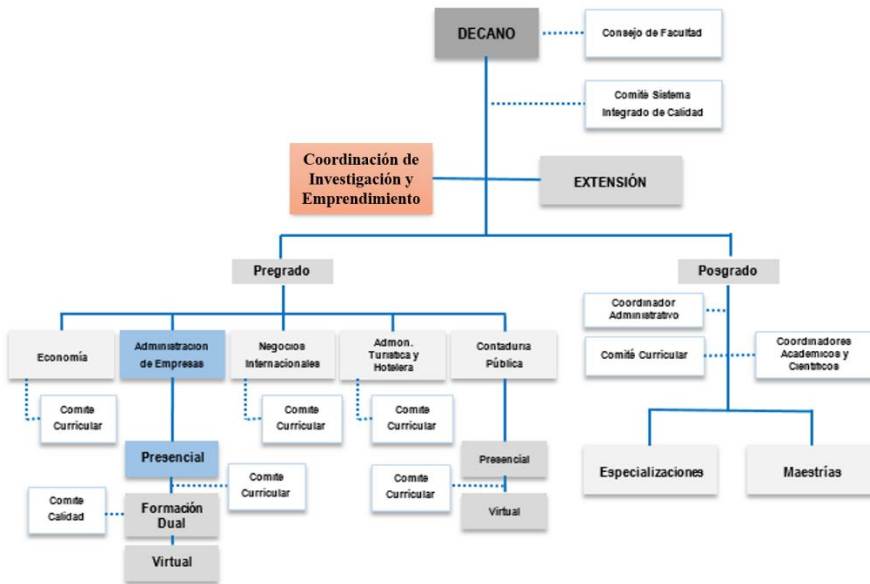 DECANO
Consejo de Facultad
Comité Sistema
Integrado de Calidad
Coordinación de
Investigación y
Emprendimiento
EXTENSIÓN
Pregrado
Posgrado
Coordinador
Administrativo
Comité Curricular
Coordinadores
Académicos y
Científicos
Economía
Administracion
de Empresas
Negocios
Internacionales
Admon.
Turística y
Hotelera
Contaduría
Pública
Comite
Curricular
Comite
Curricular
Comite
Curricular
Presencial
Presencial
Especializaciones
Maestrías
Comite
Curricular
Comite
Curricular
Comite
Calidad
Formación
Dual
Virtual
Virtual